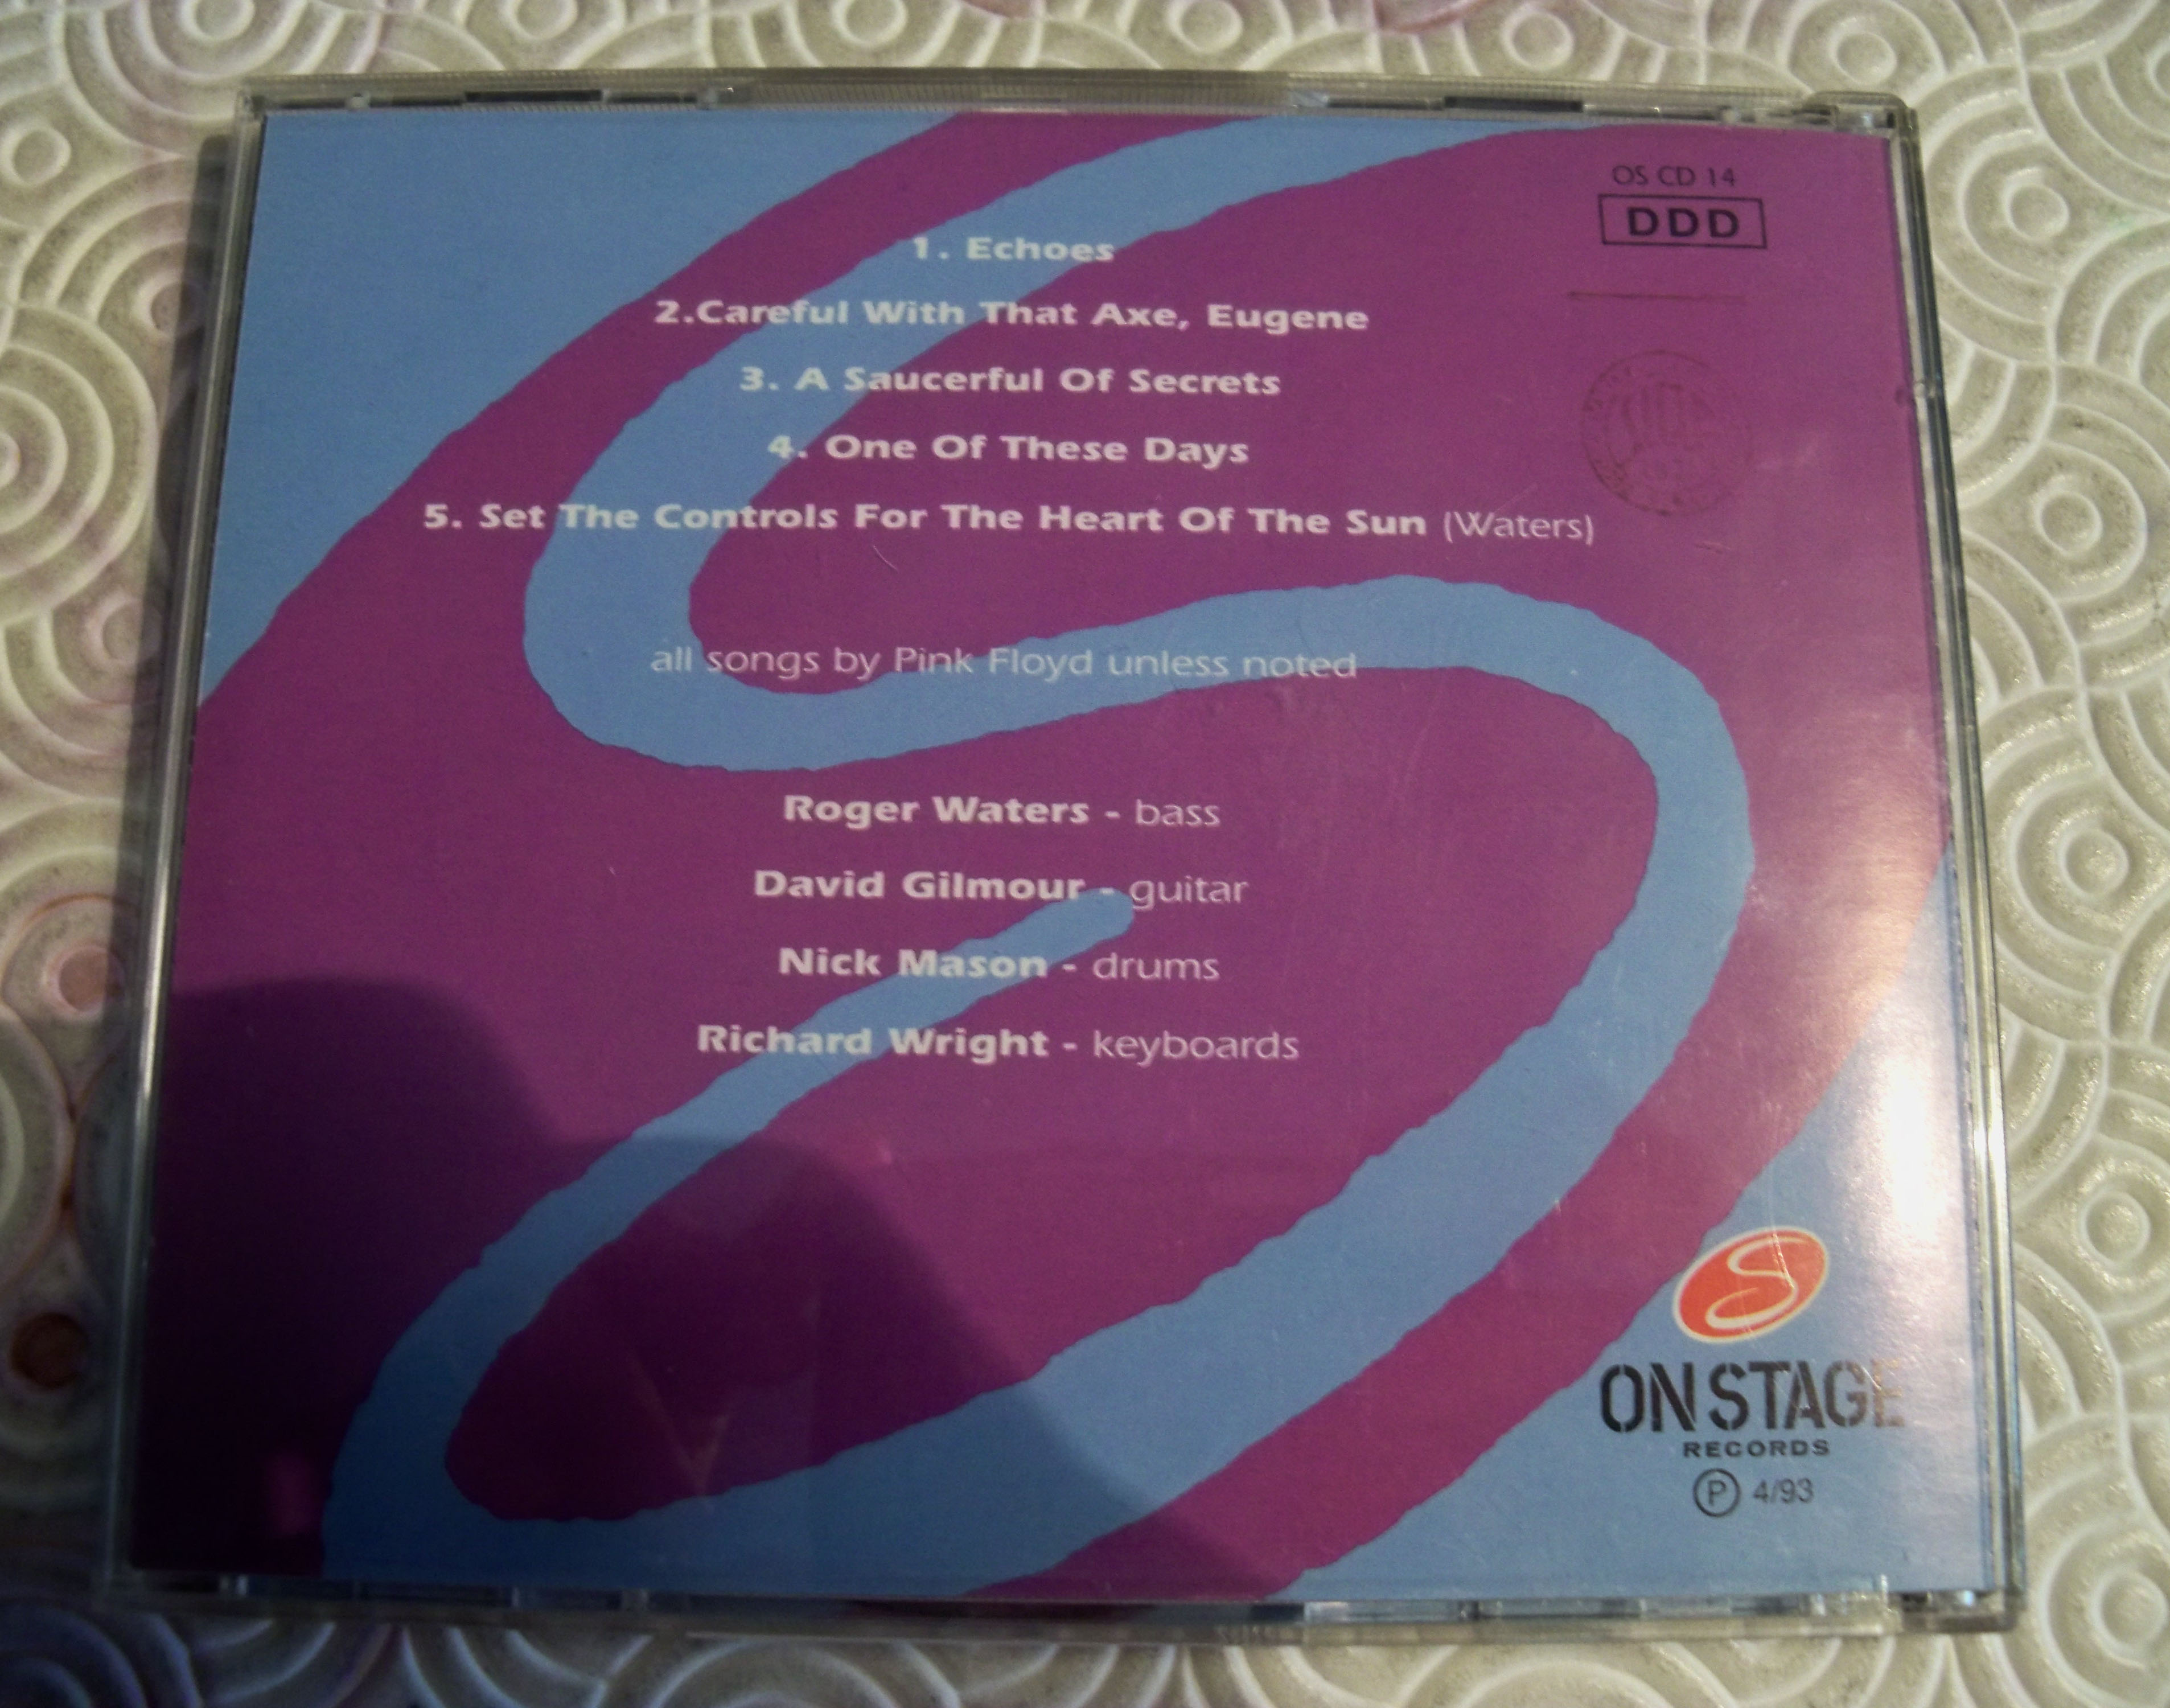 OS CD 14
DDD
1. Echoes
2.Careful With That Axe, Eugene
3. A Saucerful Of Secrets
4. One Of These Days
5. Set The Controls For The Heart Of The Sun (Waters)
all songs by Pink Floyd unless noted
Roger Waters - bass
David Gilmour - guitar
Nick Mason - drums
Richard Wright - keyboards
ON STAGE
RECORDS
Ⓟ 4/93